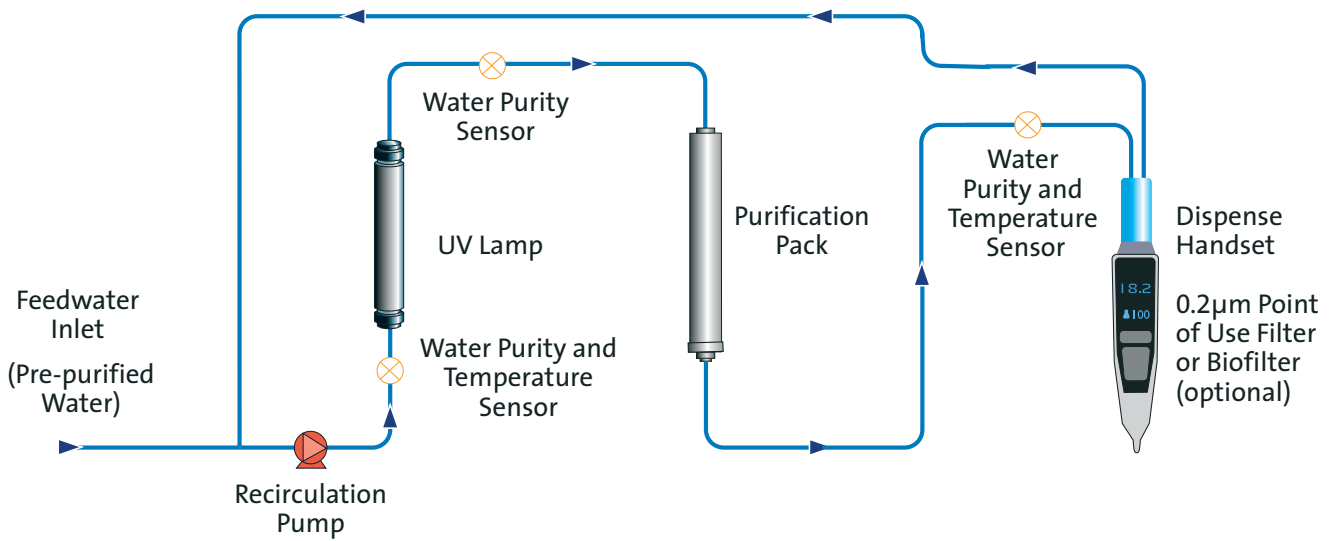 Feedwater
Inlet
(Pre-purified
Water)
Recirculation
Pump
Water Purity and
Temperature
Sensor
UV Lamp
Water Purity
Sensor
Purification
Pack
Water
Purity and
Temperature
Sensor
Dispense
Handset
0.2µm Point
of Use Filter
or Biofilter
(optional)
18.2
100